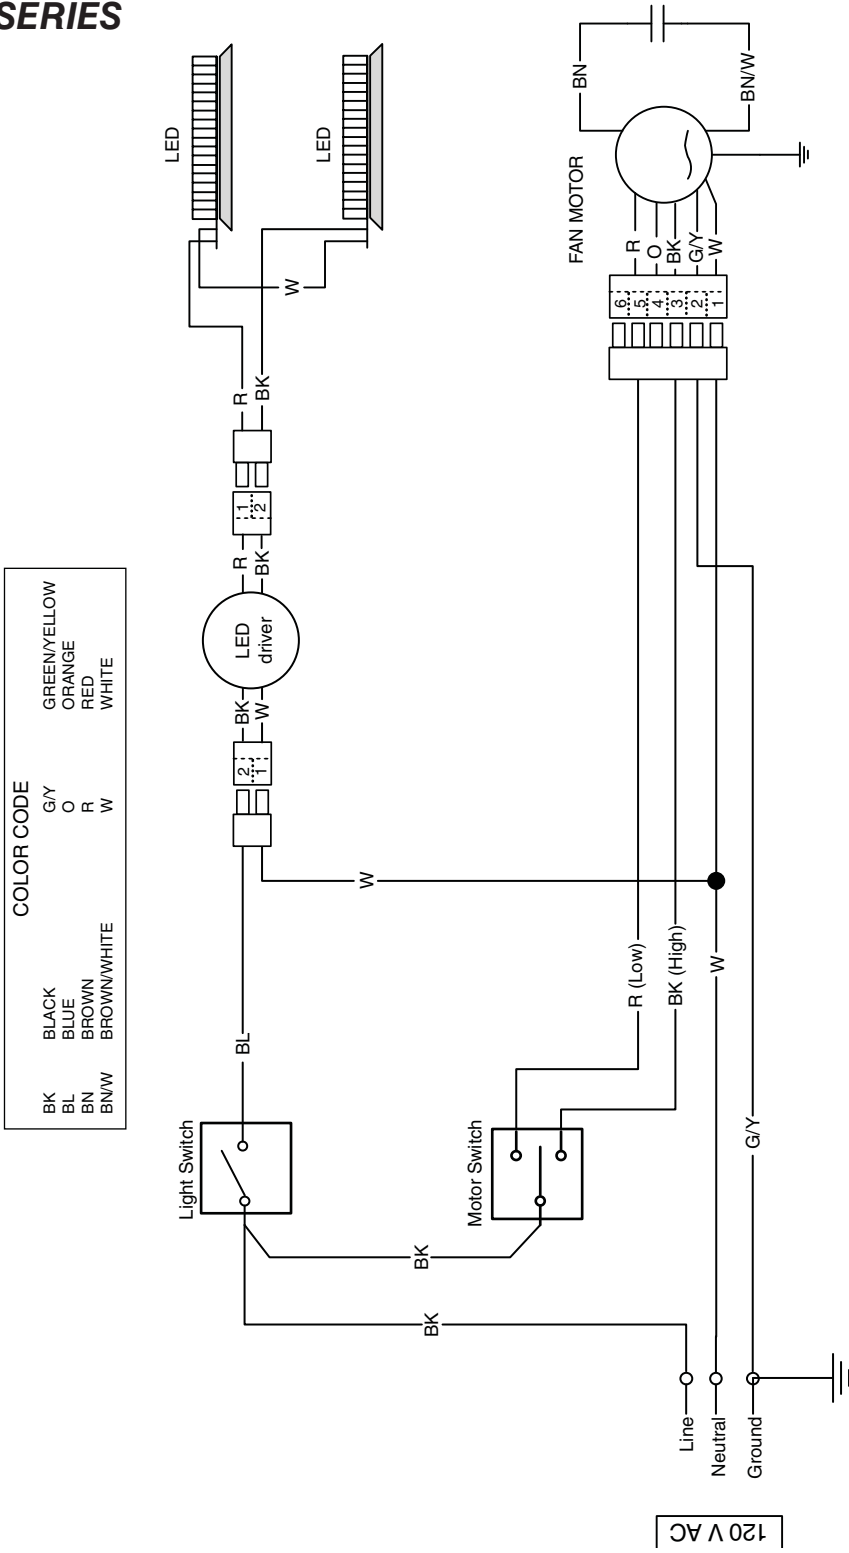 SERIES
LED
LED
FAN MOTOR
BN
BN/W
R
O
BK
G/Y
W
6
5
4
3
2
1
W
R
BK
1
2
R
BK
LED
driver
BK
W
2
1
COLOR CODE
BK BLACK G/Y GREEN/YELLOW
BL BLUE O ORANGE
BN BROWN R RED
BN/W BROWN/WHITE W WHITE
W
BL
R (Low)
BK (High)
W
G/Y
Light Switch
Motor Switch
BK
BK
Line
Neutral
Ground
120 V AC